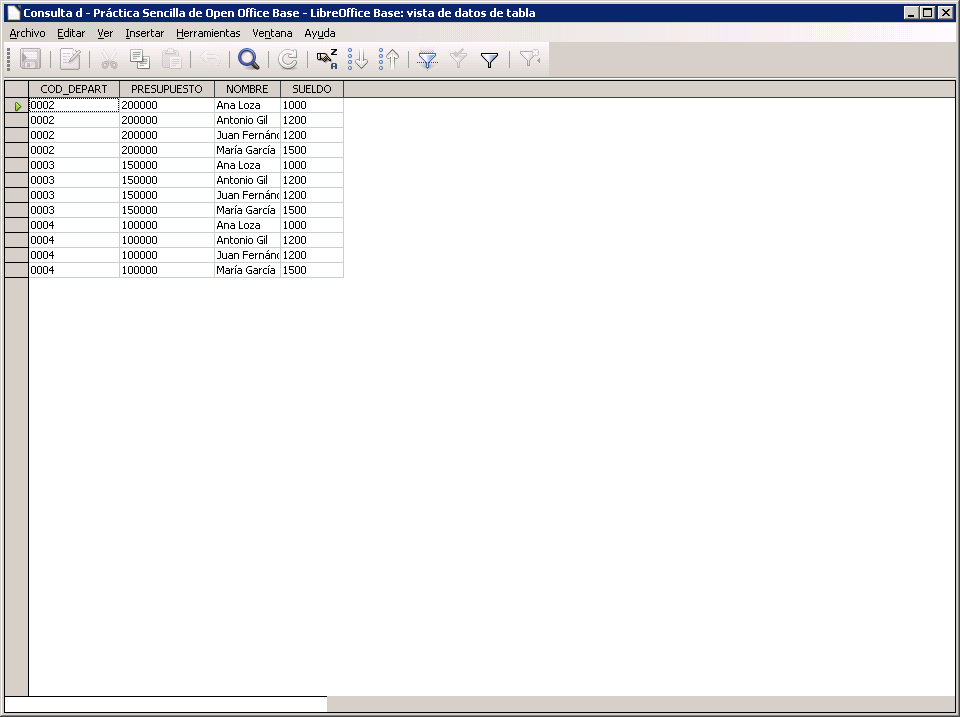 Consulta d - Práctica Sencilla de Open Office Base - LibreOffice Base: vista de datos de tabla
Archivo Editar Ver Insertar Herramientas Ventana Ayuda
COD_DEPART PRESUPUESTO NOMBRE SUELDO
0002 200000 Ana Loza 1000
0002 200000 Antonio Gil 1200
0002 200000 Juan Fernánd 1200
0002 200000 María García 1500
0003 150000 Ana Loza 1000
0003 150000 Antonio Gil 1200
0003 150000 Juan Fernánd 1200
0003 150000 María García 1500
0004 100000 Ana Loza 1000
0004 100000 Antonio Gil 1200
0004 100000 Juan Fernánd 1200
0004 100000 María García 1500